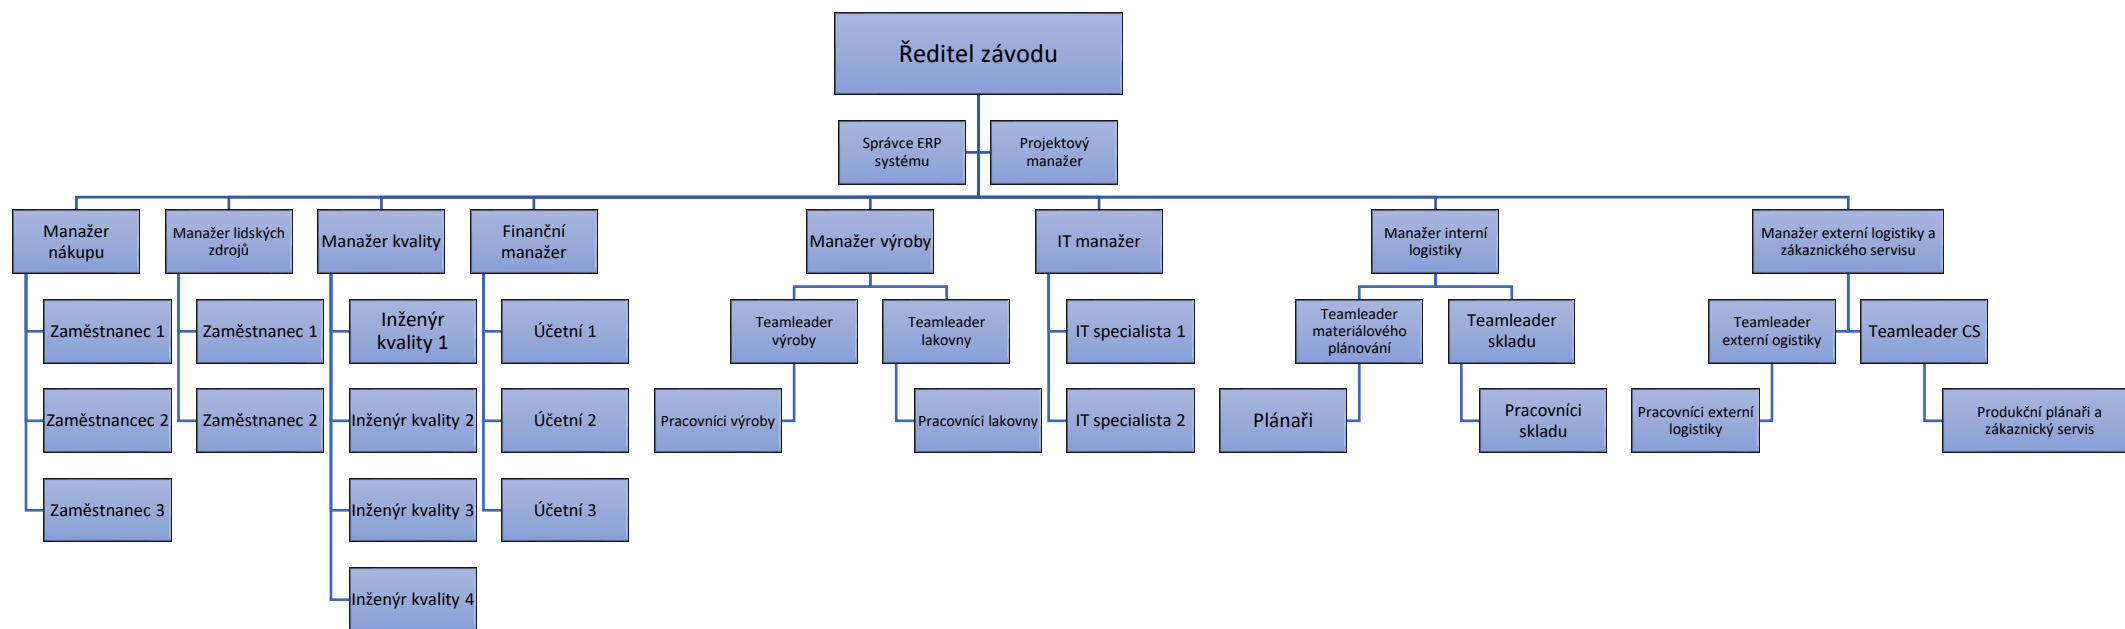 Ředitel závodu
Správce ERP
systému
Projektový
manažer
Manažer
nákupu
Manažer lidských
zdrojů
Manažer kvality
Finanční
manažer
Manažer výroby
IT manažer
Manažer interní
logistiky
Manažer externí logistiky a
zákaznického servisu
Zaměstnanec 1
Zaměstnanec 1
Inženýr
kvality 1
Účetní 1
Teamleader
výroby
Teamleader
lakovny
IT specialista 1
Teamleader
materiálového
plánování
Teamleader
skladu
Teamleader
externí ogistiky
Teamleader CS
Zaměstnancec 2
Zaměstnanec 2
Inženýr kvality 2
Účetní 2
Pracovníci výroby
Pracovníci lakovny
IT specialista 2
Plánaři
Pracovníci
skladu
Pracovníci externí
logistiky
Produkční plánaři a
zákaznický servis
Zaměstnanec 3
Inženýr kvality 3
Účetní 3
Inženýr kvality 4